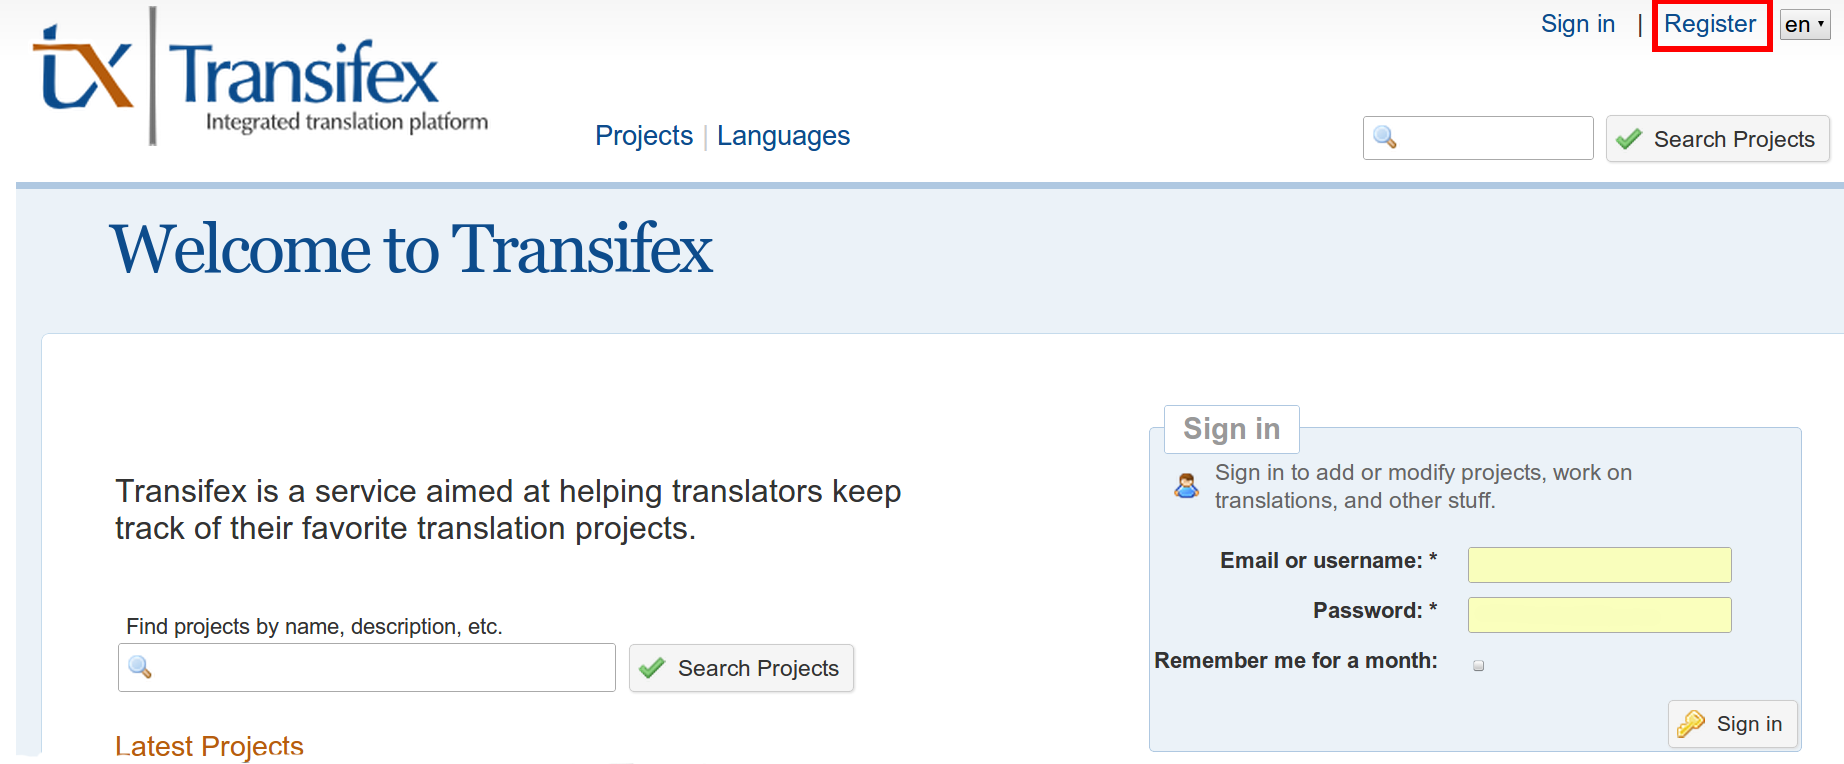 Sign in | Register en
tx Transifex
Integrated translation platform
Projects | Languages
Search Projects
Welcome to Transifex
Sign in
Sign in to add or modify projects, work on
translations, and other stuff.
Transifex is a service aimed at helping translators keep
track of their favorite translation projects.
Email or username: *
Password: *
Remember me for a month:
Sign in
Find projects by name, description, etc.
Search Projects
Latest Projects